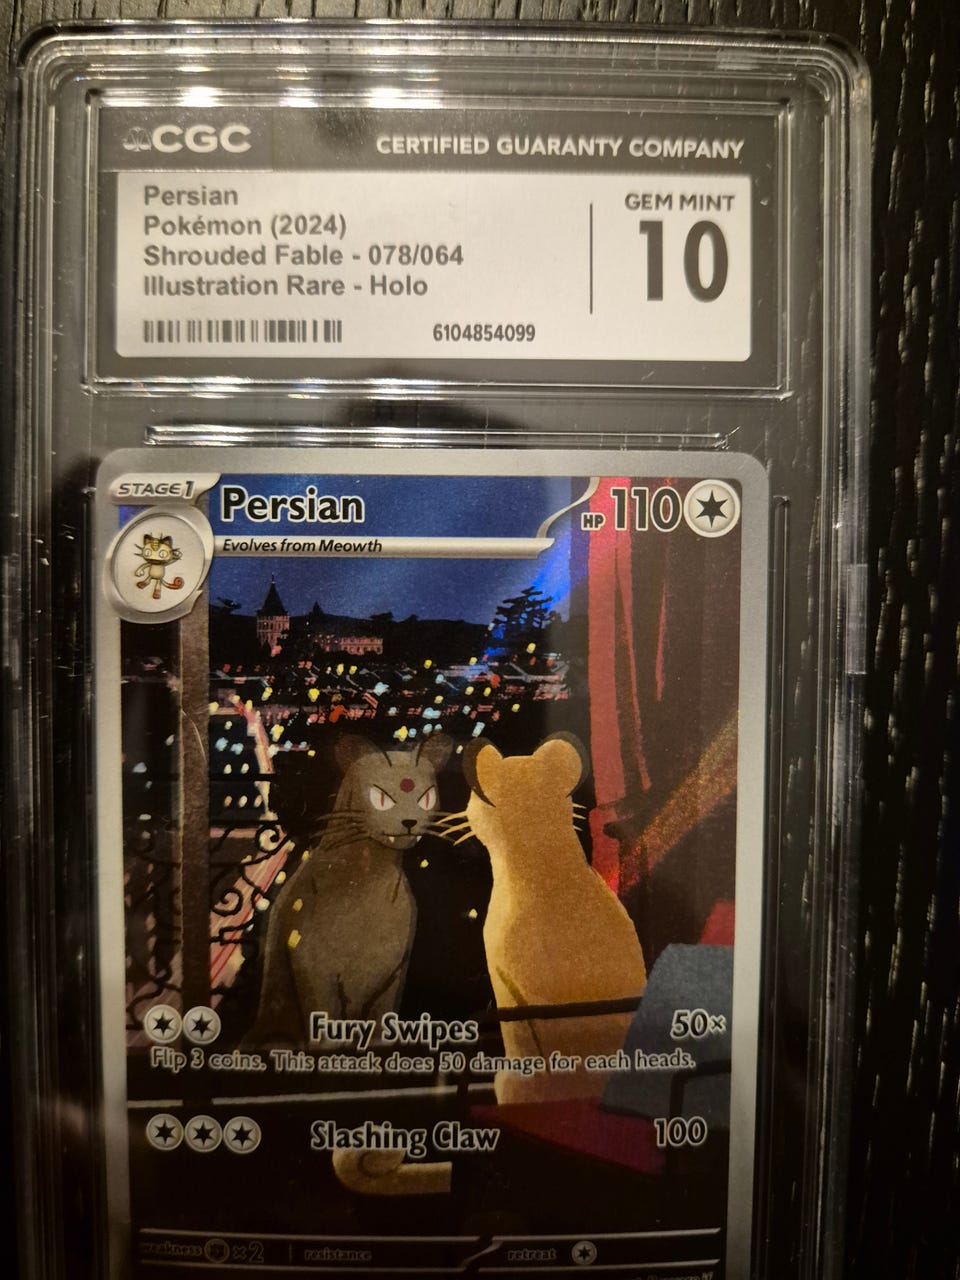 CGC
CERTIFIED GUARANTY COMPANY
Persian
Pokémon (2024)
Shrouded Fable - 078/064
Illustration Rare - Holo
6104854099
GEM MINT
10
STAGE 1
Persian
HP 110
Evolves from Meowth
Fury Swipes 50×
Flip 3 coins. This attack does 50 damage for each heads.
Slashing Claw 100
weakness ×2 resistance retreat